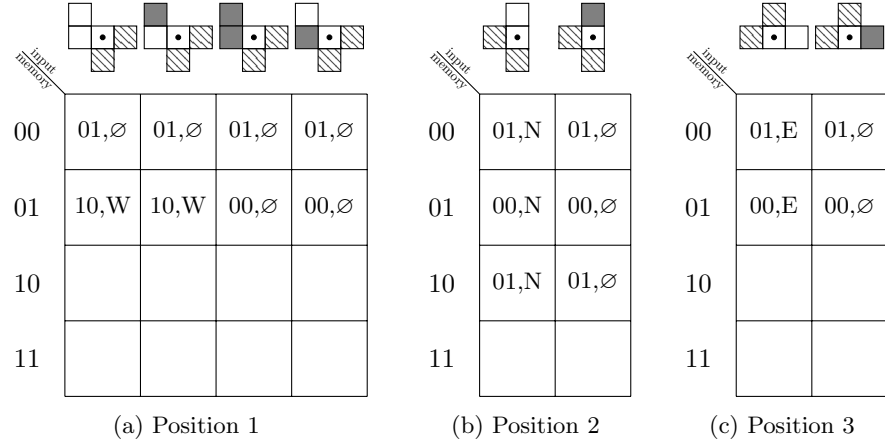 input
memory
00 01,∅ 01,∅ 01,∅ 01,∅
01 10,W 10,W 00,∅ 00,∅
10
11
(a) Position 1
input
memory
00 01,N 01,∅
01 00,N 00,∅
10 01,N 01,∅
11
(b) Position 2
input
memory
00 01,E 01,∅
01 00,E 00,∅
10
11
(c) Position 3